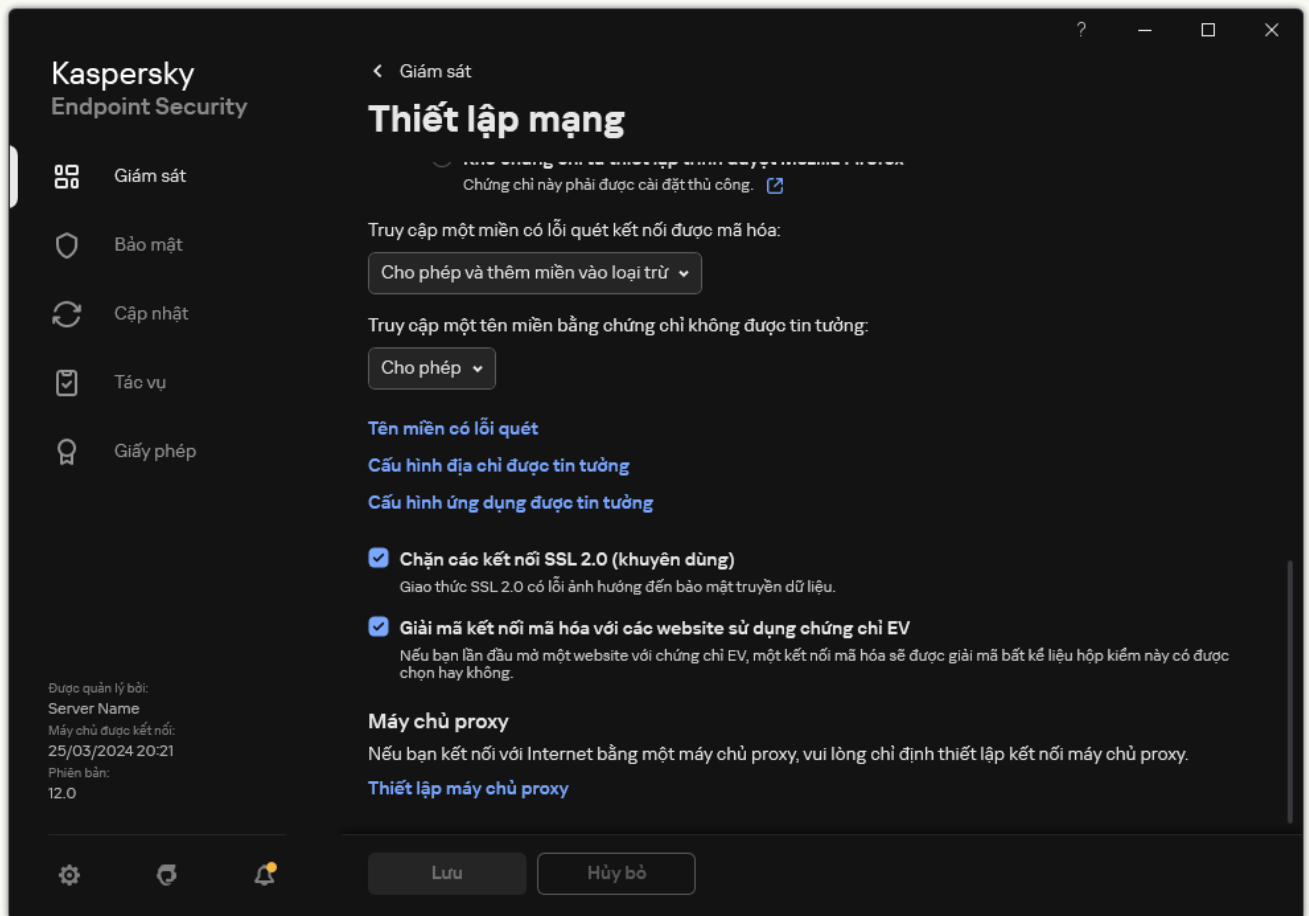 ?
Kaspersky
Endpoint Security
Giám sát
Bảo mật
Cập nhật
Tác vụ
Giấy phép
Được quản lý bởi:
Server Name
Máy chủ được kết nối:
25/03/2024 20:21
Phiên bản:
12.0
Giám sát
Thiết lập mạng
Kho chứng chỉ từ thiết lập trình duyệt Mozilla Firefox
Chứng chỉ này phải được cài đặt thủ công.
Truy cập một miền có lỗi quét kết nối được mã hóa:
Cho phép và thêm miền vào loại trừ
Truy cập một tên miền bằng chứng chỉ không được tin tưởng:
Cho phép
Tên miền có lỗi quét
Cấu hình địa chỉ được tin tưởng
Cấu hình ứng dụng được tin tưởng
Chặn các kết nối SSL 2.0 (khuyên dùng)
Giao thức SSL 2.0 có lỗi ảnh hưởng đến bảo mật truyền dữ liệu.
Giải mã kết nối mã hóa với các website sử dụng chứng chỉ EV
Nếu bạn lần đầu mở một website với chứng chỉ EV, một kết nối mã hóa sẽ được giải mã bất kể liệu hộp kiểm này có được
chọn hay không.
Máy chủ proxy
Nếu bạn kết nối với Internet bằng một máy chủ proxy, vui lòng chỉ định thiết lập kết nối máy chủ proxy.
Thiết lập máy chủ proxy
Lưu
Hủy bỏ